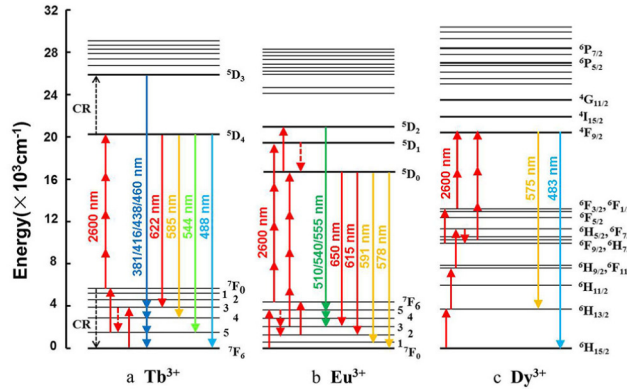 Energy(×10³cm⁻¹)
32
28
24
20
16
12
8
4
0
CR
CR
2600 nm
381/416/438/460 nm
622 nm
585 nm
544 nm
488 nm
⁵D₃
⁵D₄
⁷F₀
1
2
3
4
5
⁷F₆
a Tb³⁺
2600 nm
510/540/555 nm
650 nm
615 nm
591 nm
578 nm
⁵D₂
⁵D₁
⁵D₀
⁷F₆
5
4
3
2
1
⁷F₀
b Eu³⁺
2600 nm
575 nm
483 nm
⁶P₇/₂
⁶P₅/₂
⁴G₁₁/₂
⁴I₁₅/₂
⁴F₉/₂
⁶F₃/₂,⁶F₁/
⁶F₅/₂
⁶H₅/₂,⁶F₇
⁶F₉/₂,⁶H₇
⁶H₉/₂,⁶F₁₁
⁶H₁₁/₂
⁶H₁₃/₂
⁶H₁₅/₂
c Dy³⁺